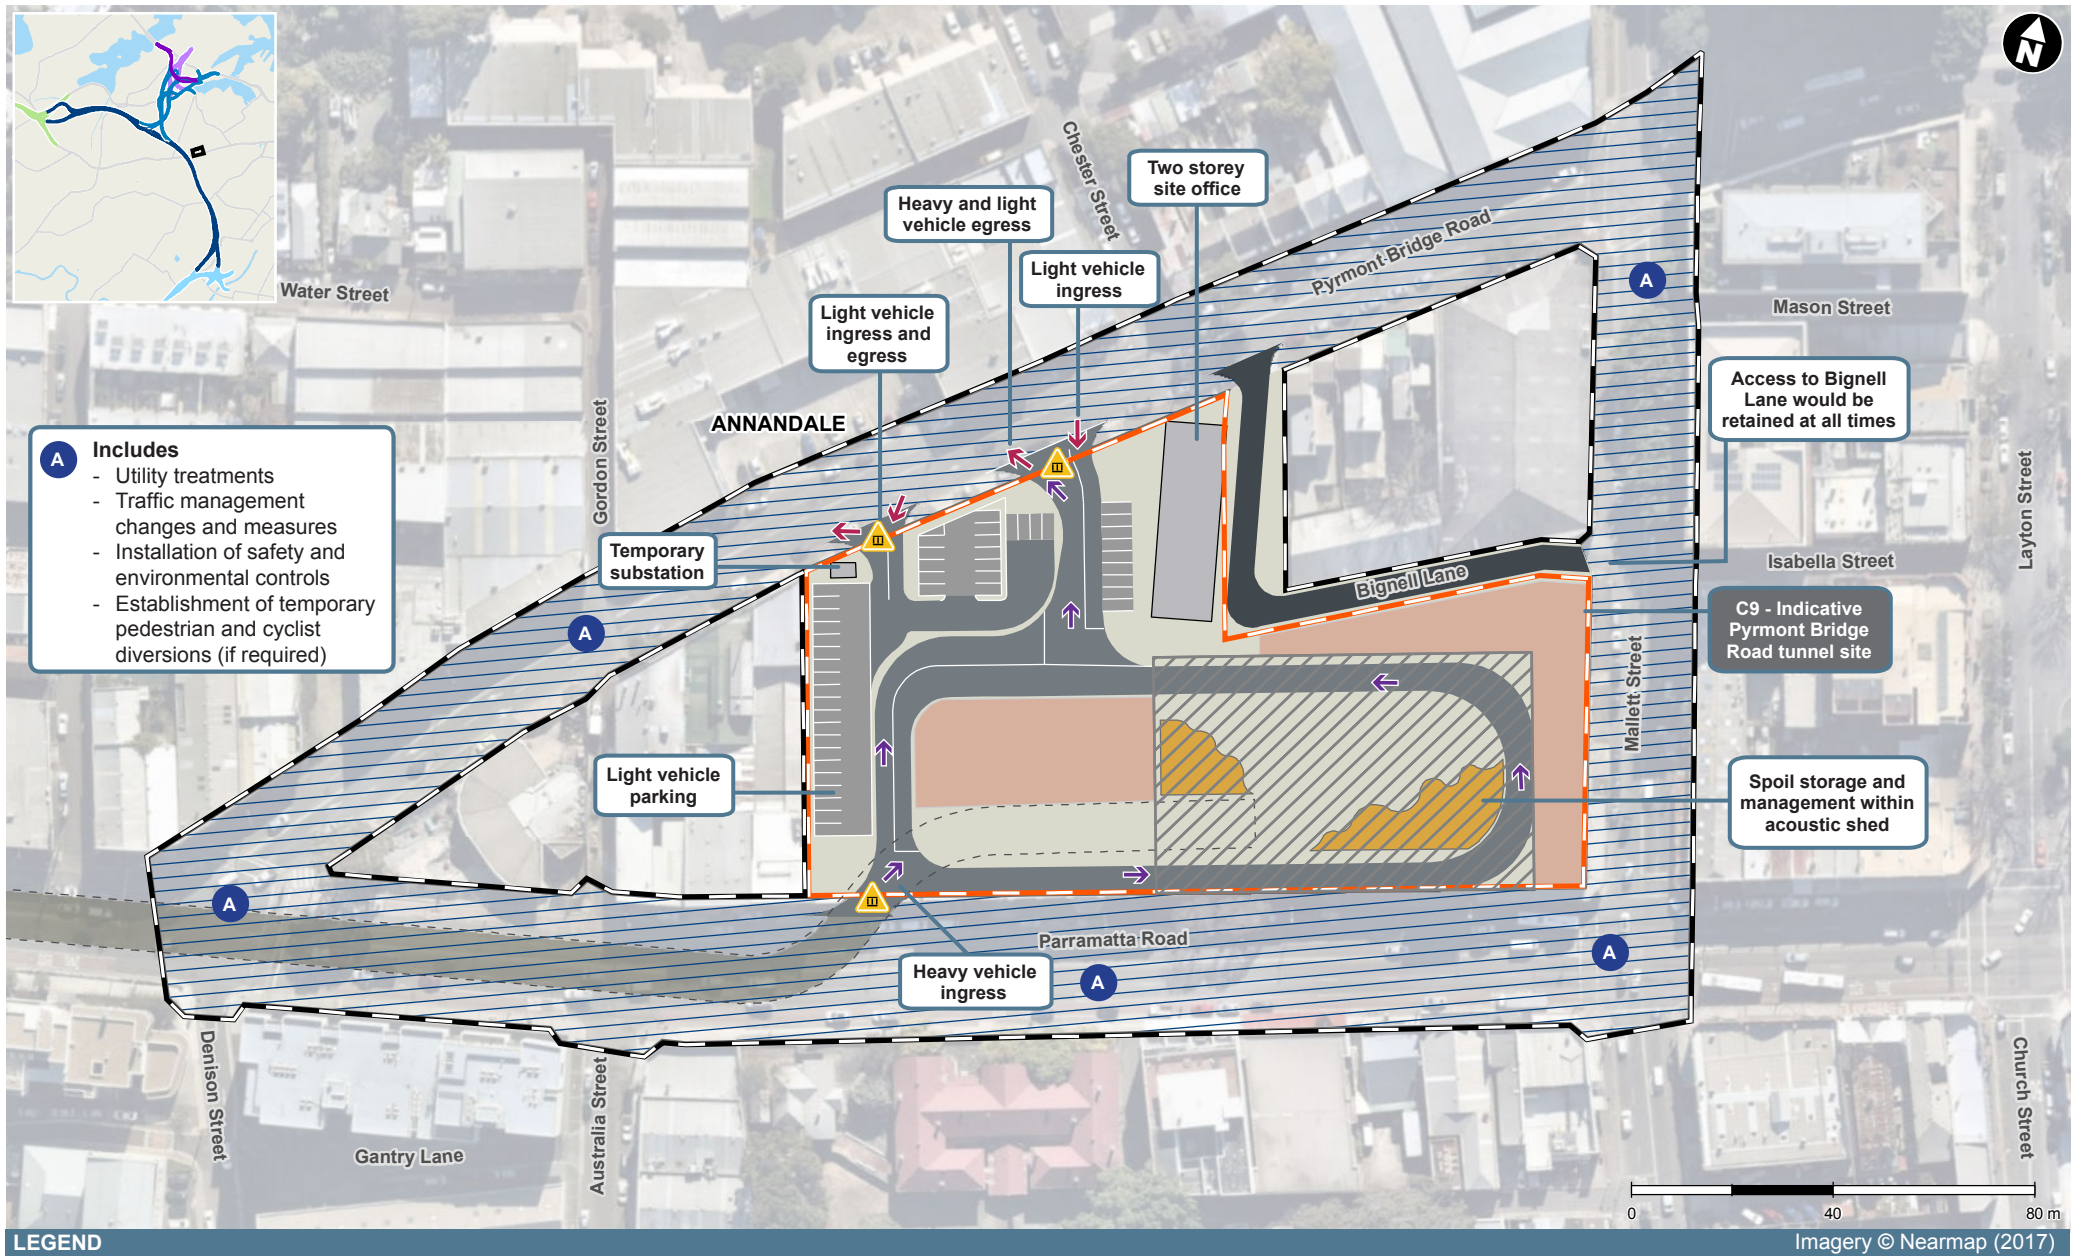 N
Chester Street
Two storey
site office
Heavy and light
vehicle egress
Light vehicle
ingress
Pyrmont Bridge Road
A
Water Street
Mason Street
Light vehicle
ingress and
egress
Access to Bignell
Lane would be
retained at all times
ANNANDALE
Gordon Street
Layton Street
A
Includes
- Utility treatments
- Traffic management
changes and measures
- Installation of safety and
environmental controls
- Establishment of temporary
pedestrian and cyclist
diversions (if required)
Temporary
substation
Isabella Street
Bignell Lane
C9 - Indicative
Pyrmont Bridge
Road tunnel site
A
Mallett Street
Light vehicle
parking
Spoil storage and
management within
acoustic shed
A
Parramatta Road
A
Heavy vehicle
ingress
A
Denison Street
Australia Street
Church Street
Gantry Lane
0 40 80 m
LEGEND
Imagery © Nearmap (2017)